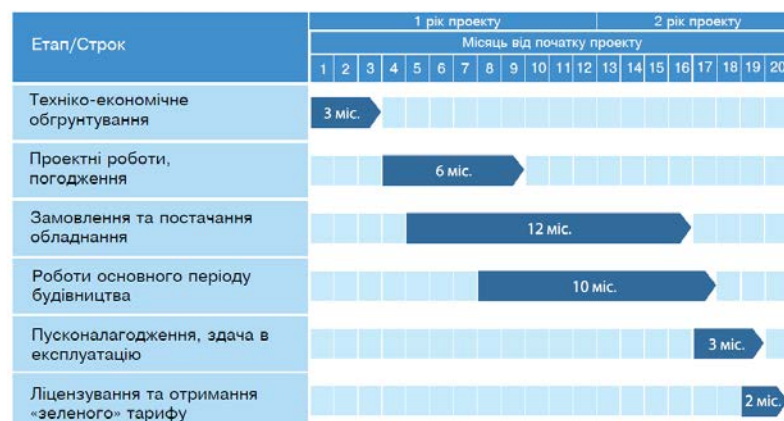 Етап/Строк
1 рік проекту
2 рік проекту
Місяць від початку проекту
1 2 3 4 5 6 7 8 9 10 11 12 13 14 15 16 17 18 19 20
Техніко-економічне
обгрунтування
3 міс.
Проектні роботи,
погодження
6 міс.
Замовлення та постачання
обладнання
12 міс.
Роботи основного періоду
будівництва
10 міс.
Пусконалагодження, здача в
експлуатацію
3 міс.
Ліцензування та отримання
«зеленого» тарифу
2 міс.